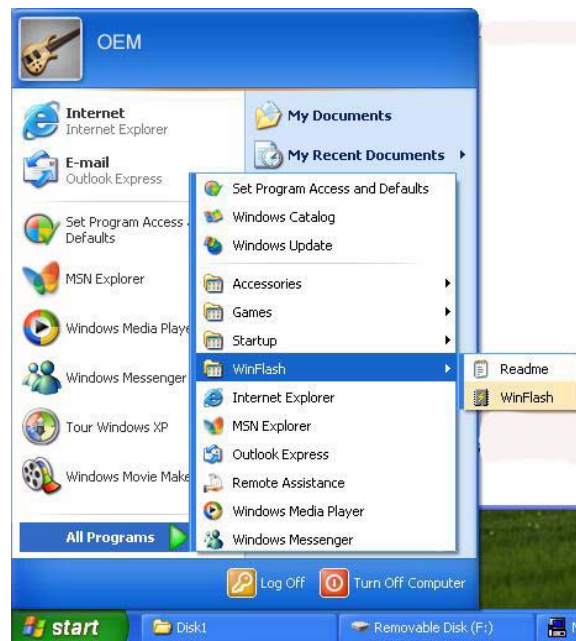 OEM
Internet
Internet Explorer
E-mail
Outlook Express
Set Program Access
Defaults
MSN Explorer
Windows Media Playe
Windows Messenger
Tour Windows XP
Windows Movie Make
All Programs
My Documents
My Recent Documents
Set Program Access and Defaults
Windows Catalog
Windows Update
Accessories
Games
Startup
WinFlash
Internet Explorer
MSN Explorer
Outlook Express
Remote Assistance
Windows Media Player
Windows Messenger
Readme
WinFlash
Log Off
Turn Off Computer
start
Disk1
Removable Disk (F:)